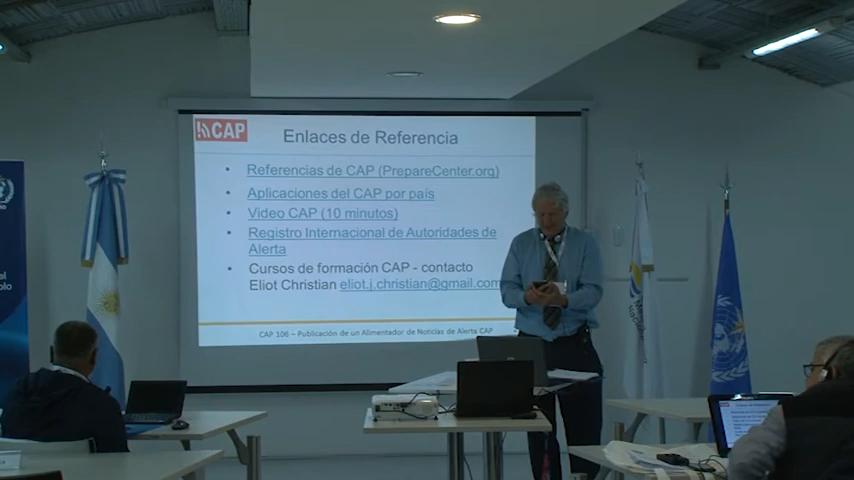 CAP
Enlaces de Referencia
• Referencias de CAP (PrepareCenter.org)
• Aplicaciones del CAP por país
• Video CAP (10 minutos)
• Registro Internacional de Autoridades de
Alerta
• Cursos de formación CAP - contacto
Eliot Christian eliot.j.christian@gmail.com
CAP 106 – Publicación de un Alimentador de Noticias de Alerta CAP